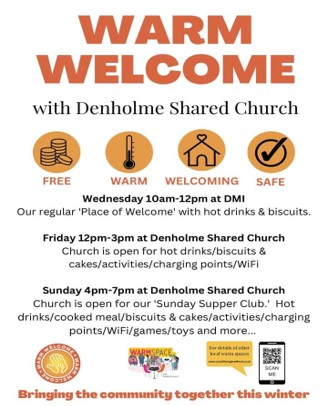 WARM
WELCOME
with Denholme Shared Church
FREE
WARM
WELCOMING
SAFE
Wednesday 10am-12pm at DMI
Our regular 'Place of Welcome' with hot drinks & biscuits.
Friday 12pm-3pm at Denholme Shared Church
Church is open for hot drinks/biscuits &
cakes/activities/charging points/WiFi
Sunday 4pm-7pm at Denholme Shared Church
Church is open for our 'Sunday Supper Club.' Hot
drinks/cooked meal/biscuits & cakes/activities/charging
points/WiFi/games/toys and more...
WARM WELCOME
WARMSPACE
For details of other
local warm spaces
SCAN
ME
Bringing the community together this winter